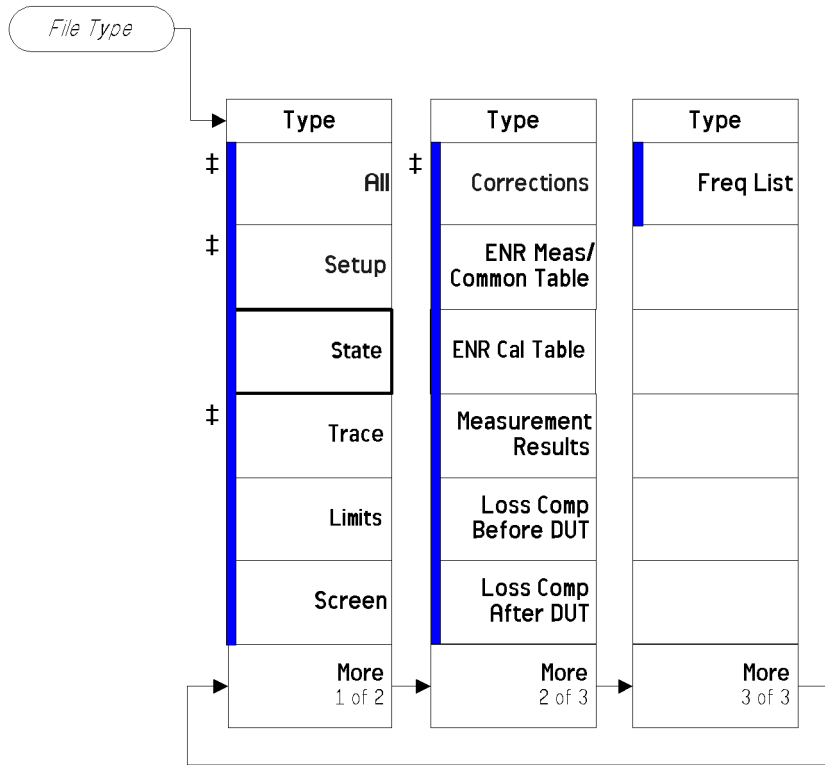 File Type
Type
‡
All
‡
Setup
State
‡
Trace
Limits
Screen
More
1 of 2
Type
‡
Corrections
ENR Meas/
Common Table
ENR Cal Table
Measurement
Results
Loss Comp
Before DUT
Loss Comp
After DUT
More
2 of 3
Type
Freq List
More
3 of 3